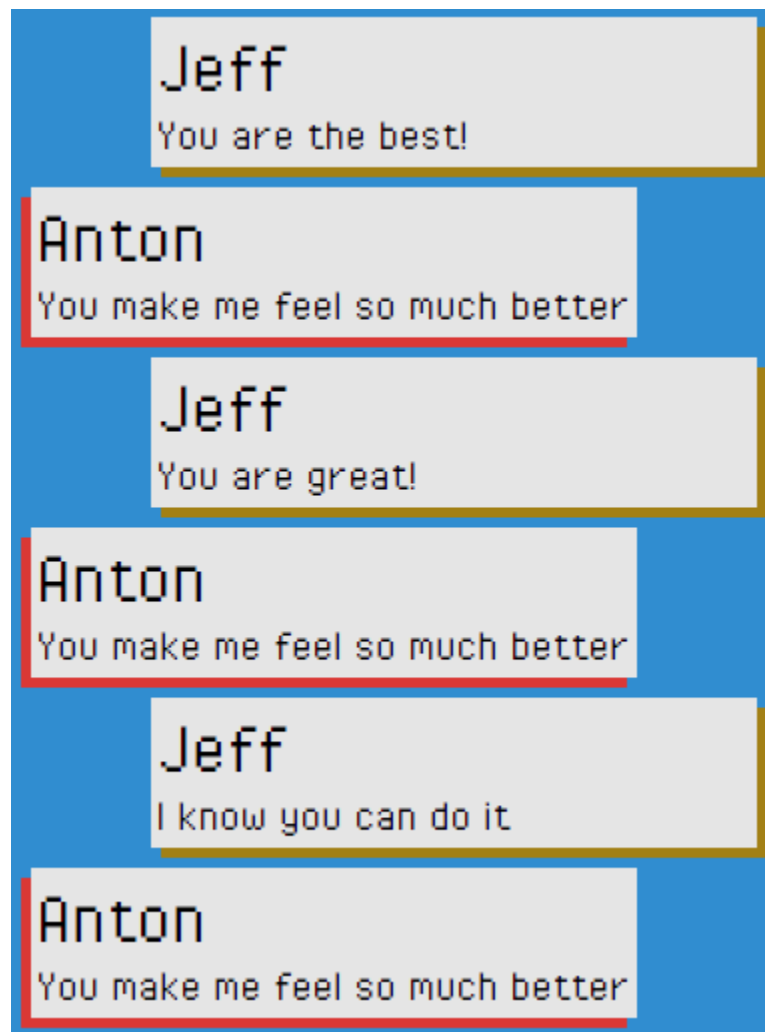 Jeff
You are the best!
Anton
You make me feel so much better
Jeff
You are great!
Anton
You make me feel so much better
Jeff
I know you can do it
Anton
You make me feel so much better